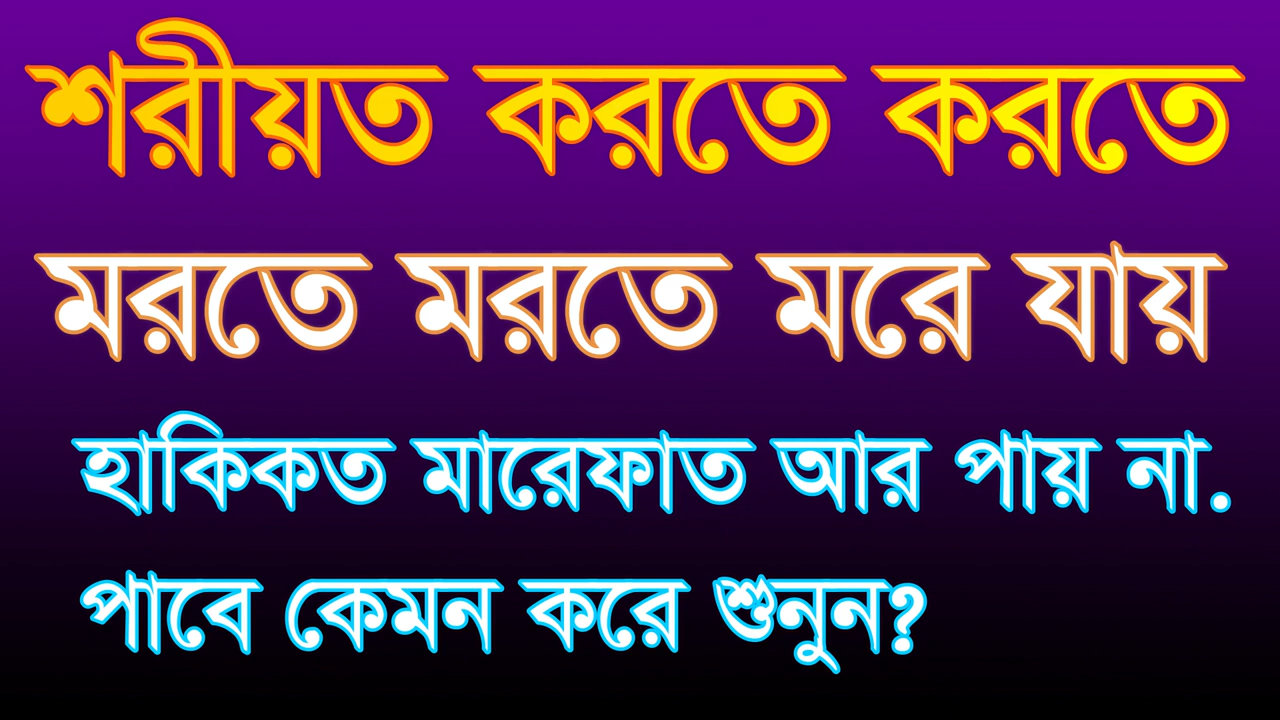 শরীয়ত করতে করতে
মরতে মরতে মরে যায়
হাকিকত মারেফাত আর পায় না.
পাবে কেমন করে শুনুন?